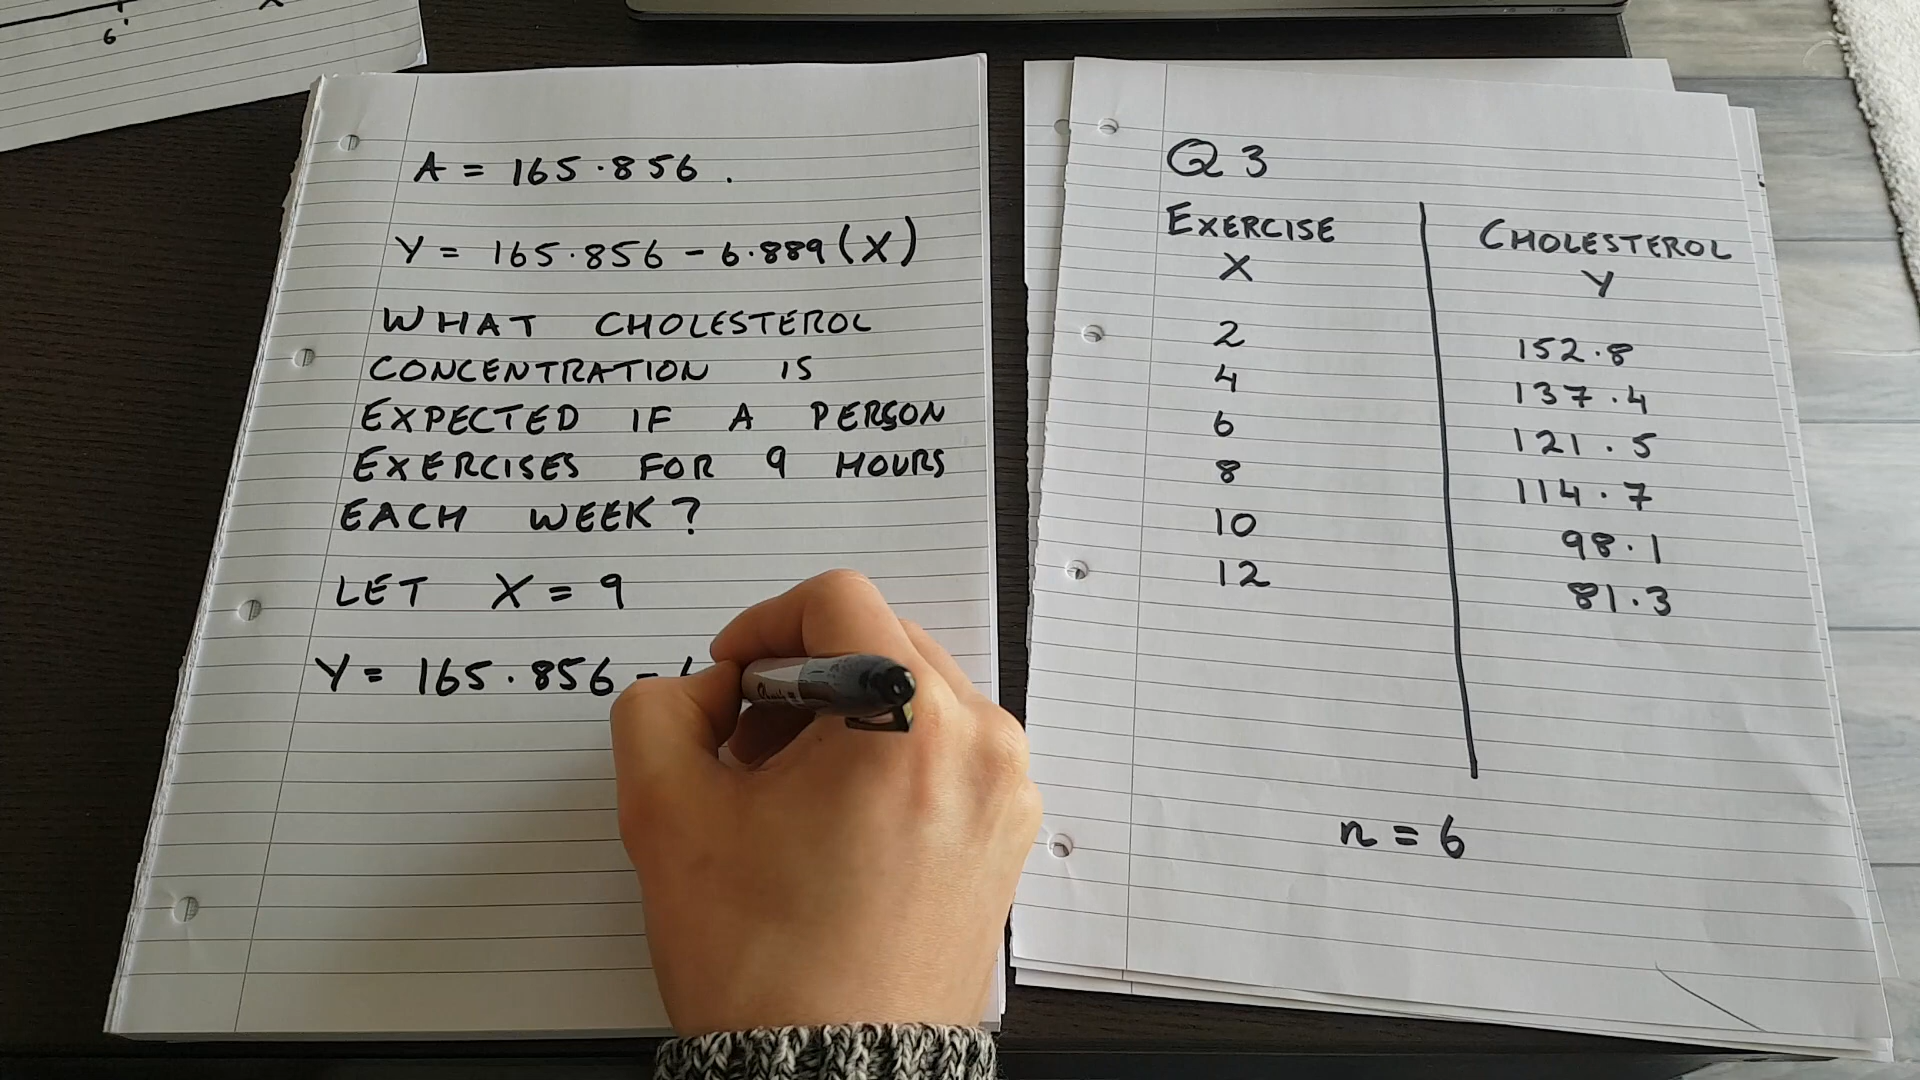 6
A = 165.856.
Y = 165.856 - 6.889(X)
WHAT CHOLESTEROL
CONCENTRATION IS
EXPECTED IF A PERSON
EXERCISES FOR 9 HOURS
EACH WEEK?
LET X = 9
Y = 165.856 -
Q3
EXERCISE CHOLESTEROL
X Y
2 152.8
4 137.4
6 121.5
8 114.7
10 98.1
12 81.3
n = 6